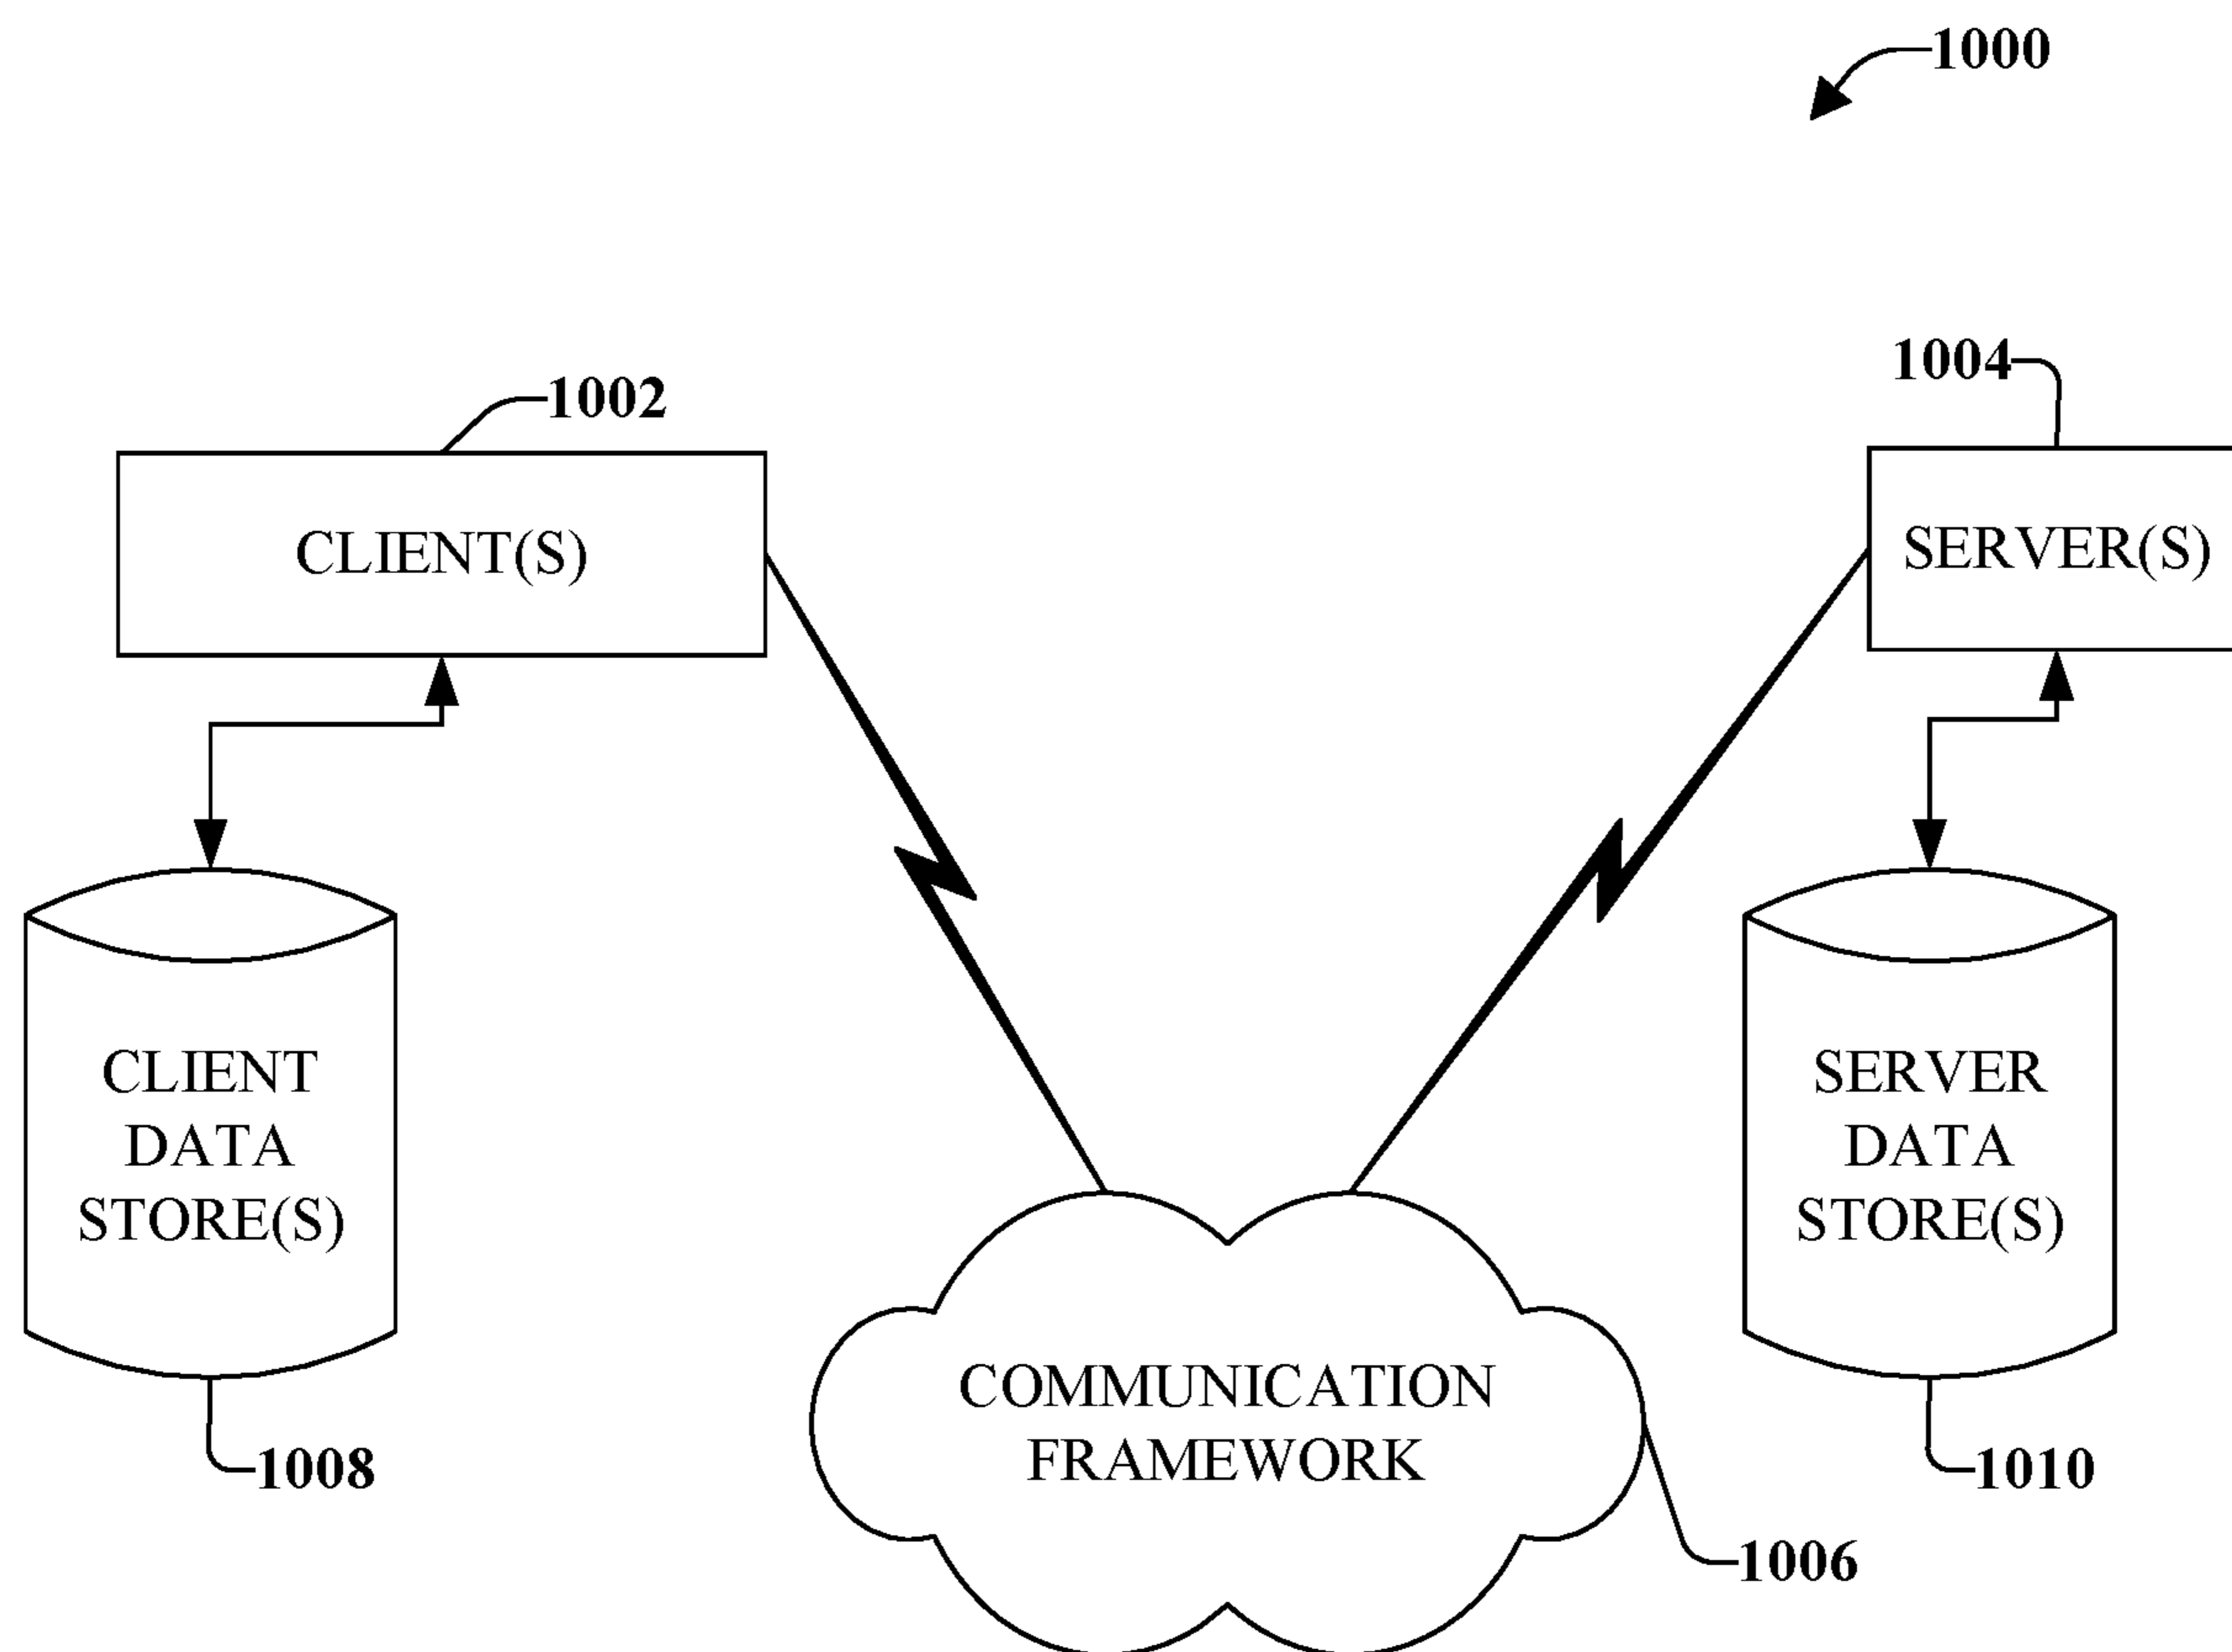 1000
1004
1002
CLIENT(S)
SERVER(S)
CLIENT
DATA
STORE(S)
SERVER
DATA
STORE(S)
COMMUNICATION
FRAMEWORK
1008
1010
1006